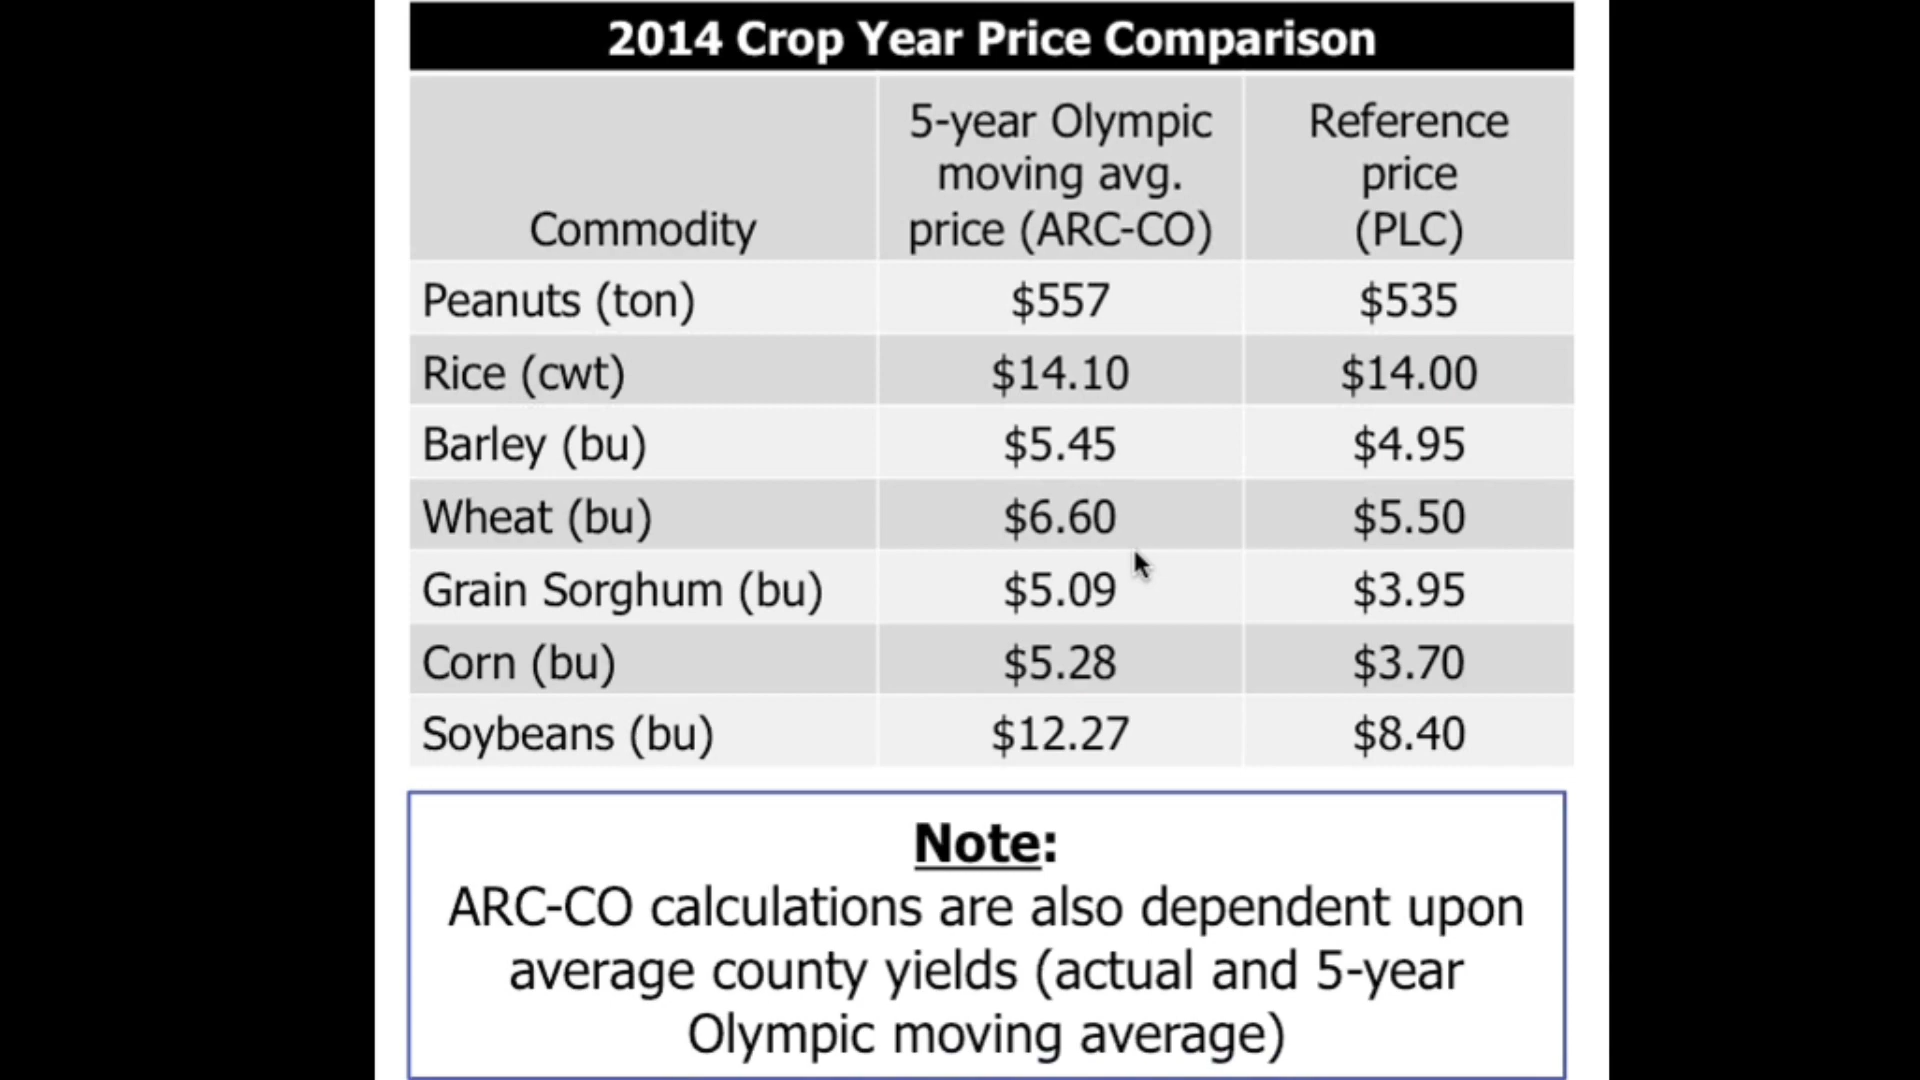 2014 Crop Year Price Comparison
Commodity 5-year Olympic moving avg. price (ARC-CO) Reference price (PLC)
Peanuts (ton) $557 $535
Rice (cwt) $14.10 $14.00
Barley (bu) $5.45 $4.95
Wheat (bu) $6.60 $5.50
Grain Sorghum (bu) $5.09 $3.95
Corn (bu) $5.28 $3.70
Soybeans (bu) $12.27 $8.40
Note:
ARC-CO calculations are also dependent upon
average county yields (actual and 5-year
Olympic moving average)